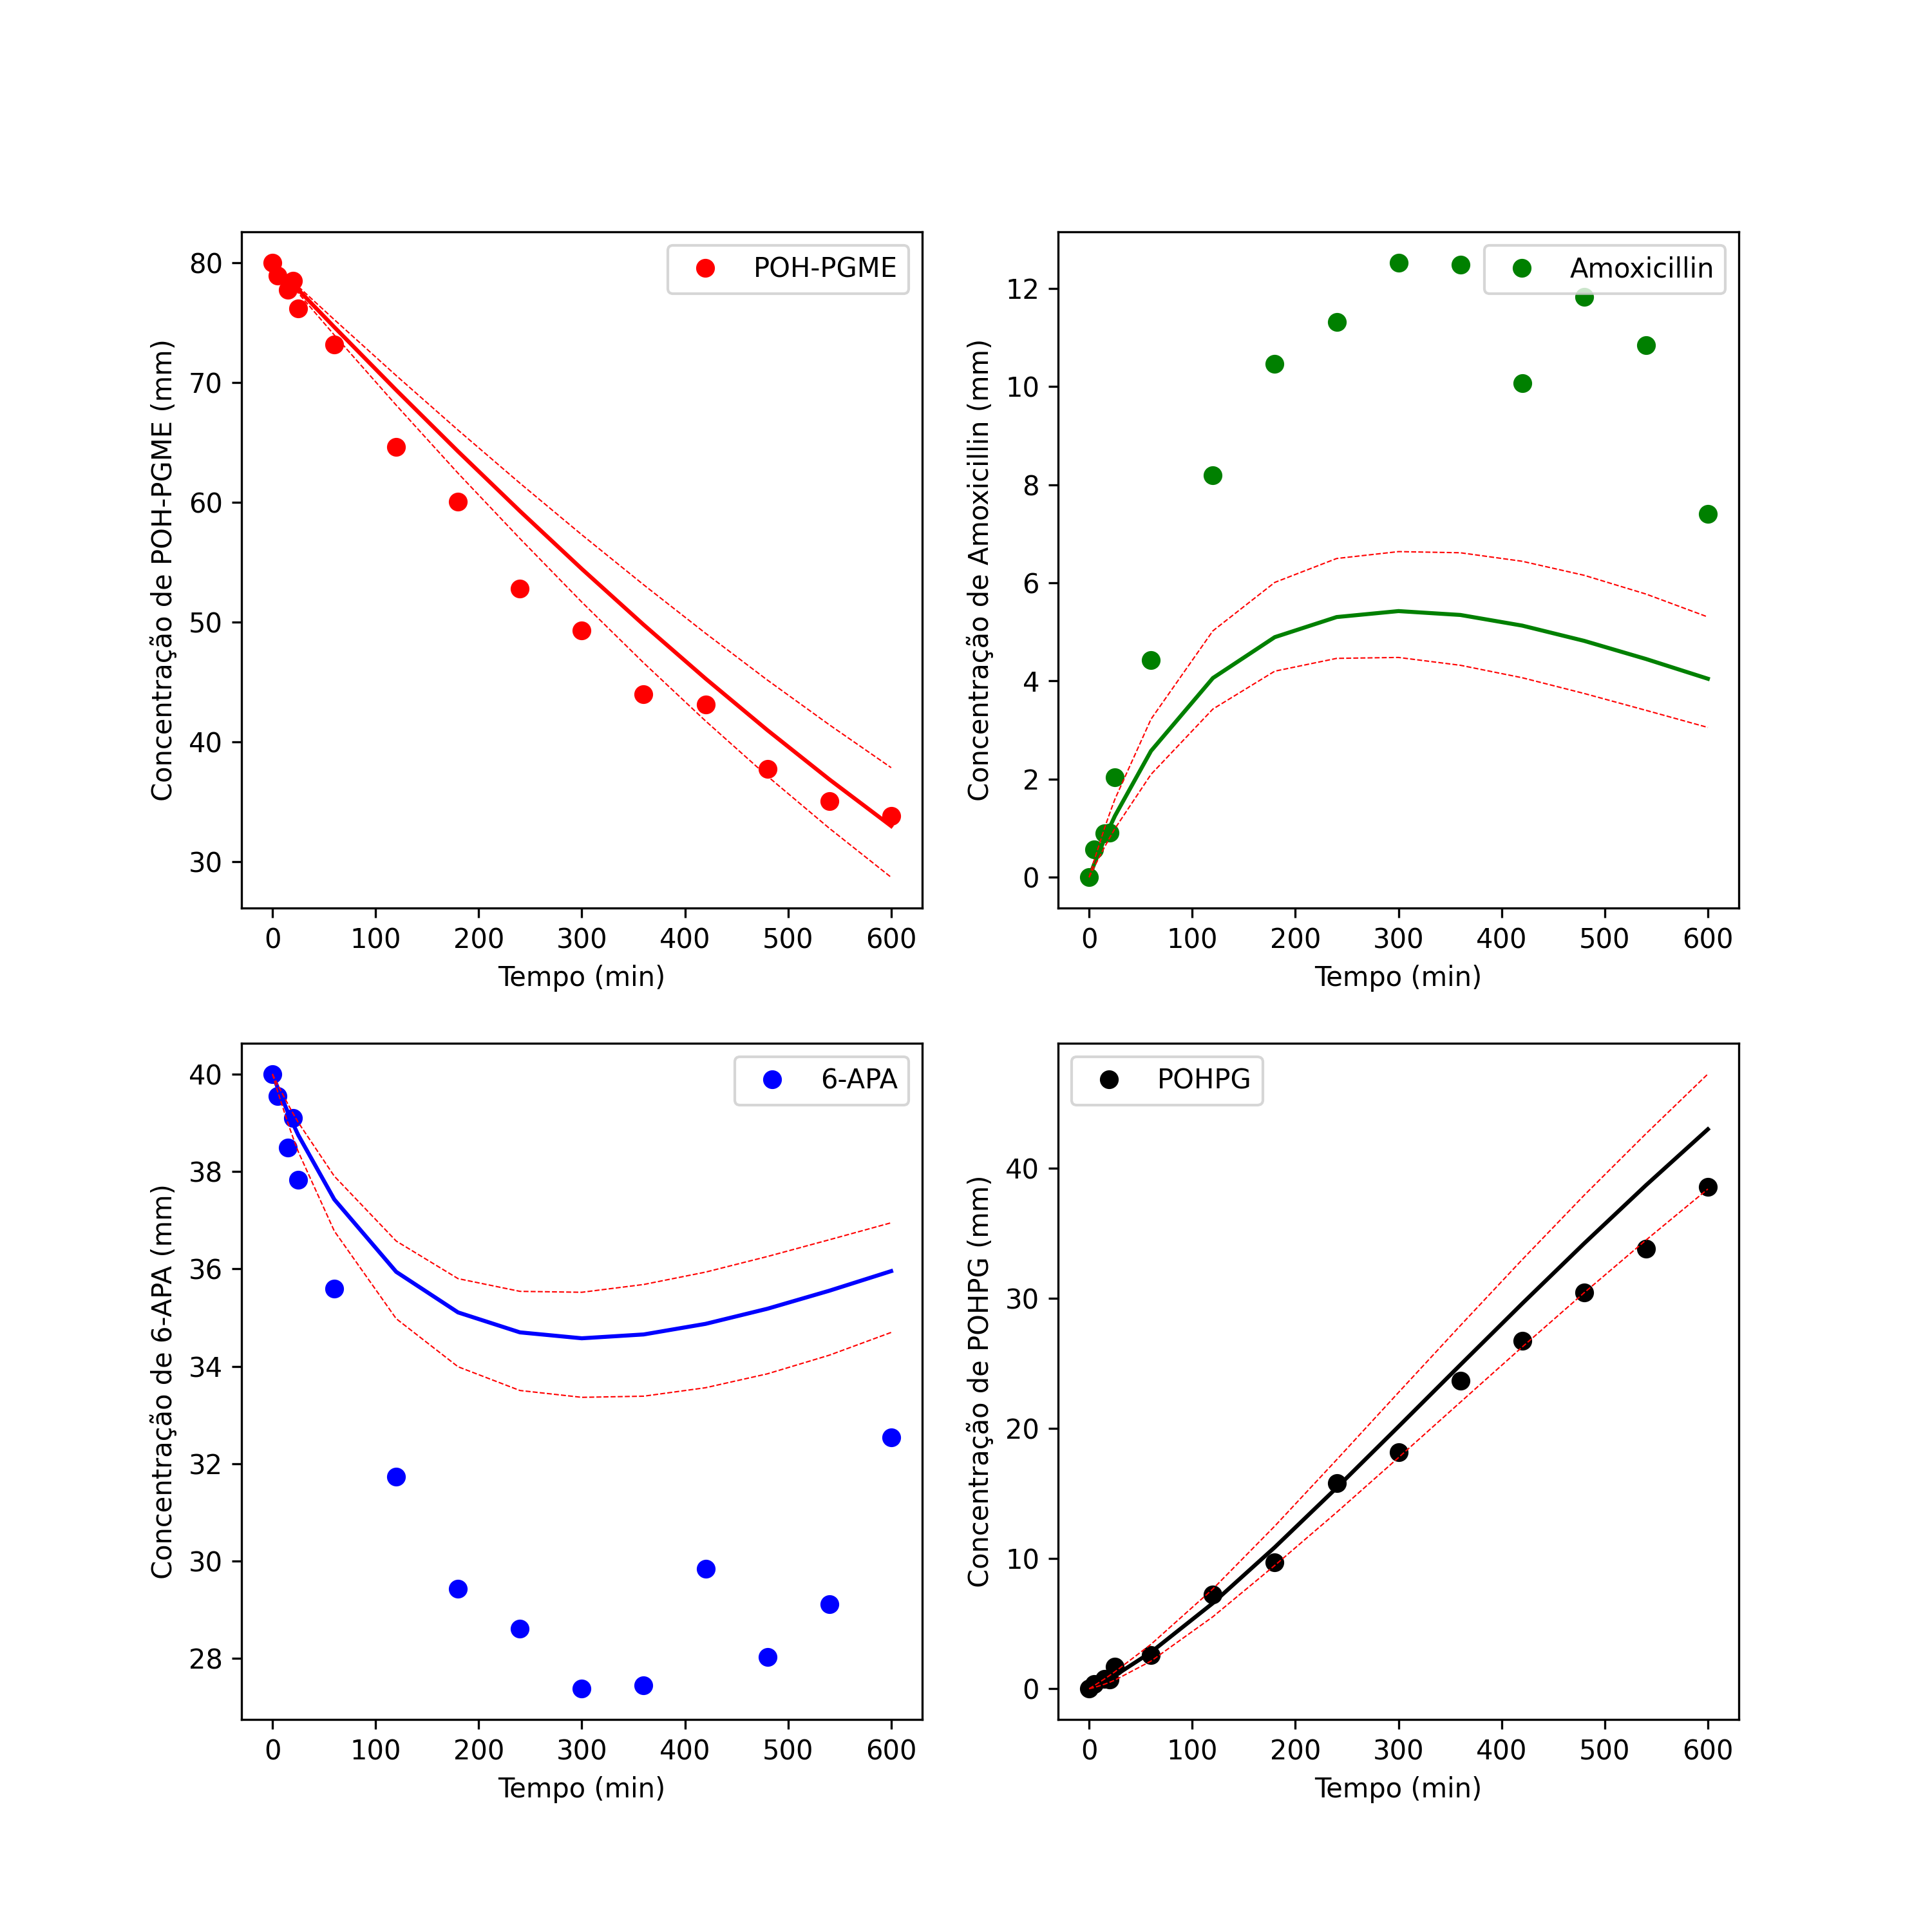 POH-PGME
80
70
60
50
40
30
Concentração de POH-PGME (mm)
0 100 200 300 400 500 600
Tempo (min)
Amoxicillin
12
10
8
6
4
2
0
Concentração de Amoxicillin (mm)
0 100 200 300 400 500 600
Tempo (min)
6-APA
40
38
36
34
32
30
28
Concentração de 6-APA (mm)
0 100 200 300 400 500 600
Tempo (min)
POHPG
40
30
20
10
0
Concentração de POHPG (mm)
0 100 200 300 400 500 600
Tempo (min)